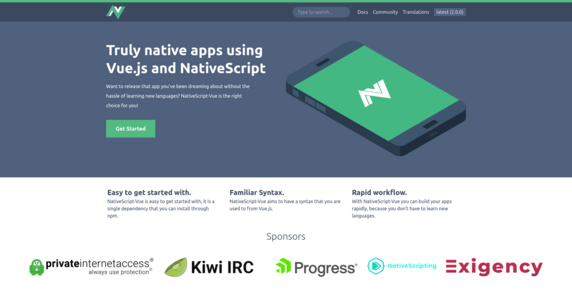 Type to search...
Docs Community Translations latest (2.0.0)
Truly native apps using
Vue.js and NativeScript
Want to release that app you've been dreaming about without the
hassle of learning new languages? NativeScript-Vue is the right
choice for you!
Get Started
Easy to get started with.
NativeScript-Vue is easy to get started with, it is a
single dependency that you can install through
npm.
Familiar Syntax.
NativeScript-Vue aims to have a syntax that you are
used to from Vue.js.
Rapid workflow.
With NativeScript-Vue you can build your apps
rapidly, because you don't have to learn new
languages.
Sponsors
privateinternetaccess®
always use protection®
Kiwi IRC
Progress®
NativeScripting
Exigency